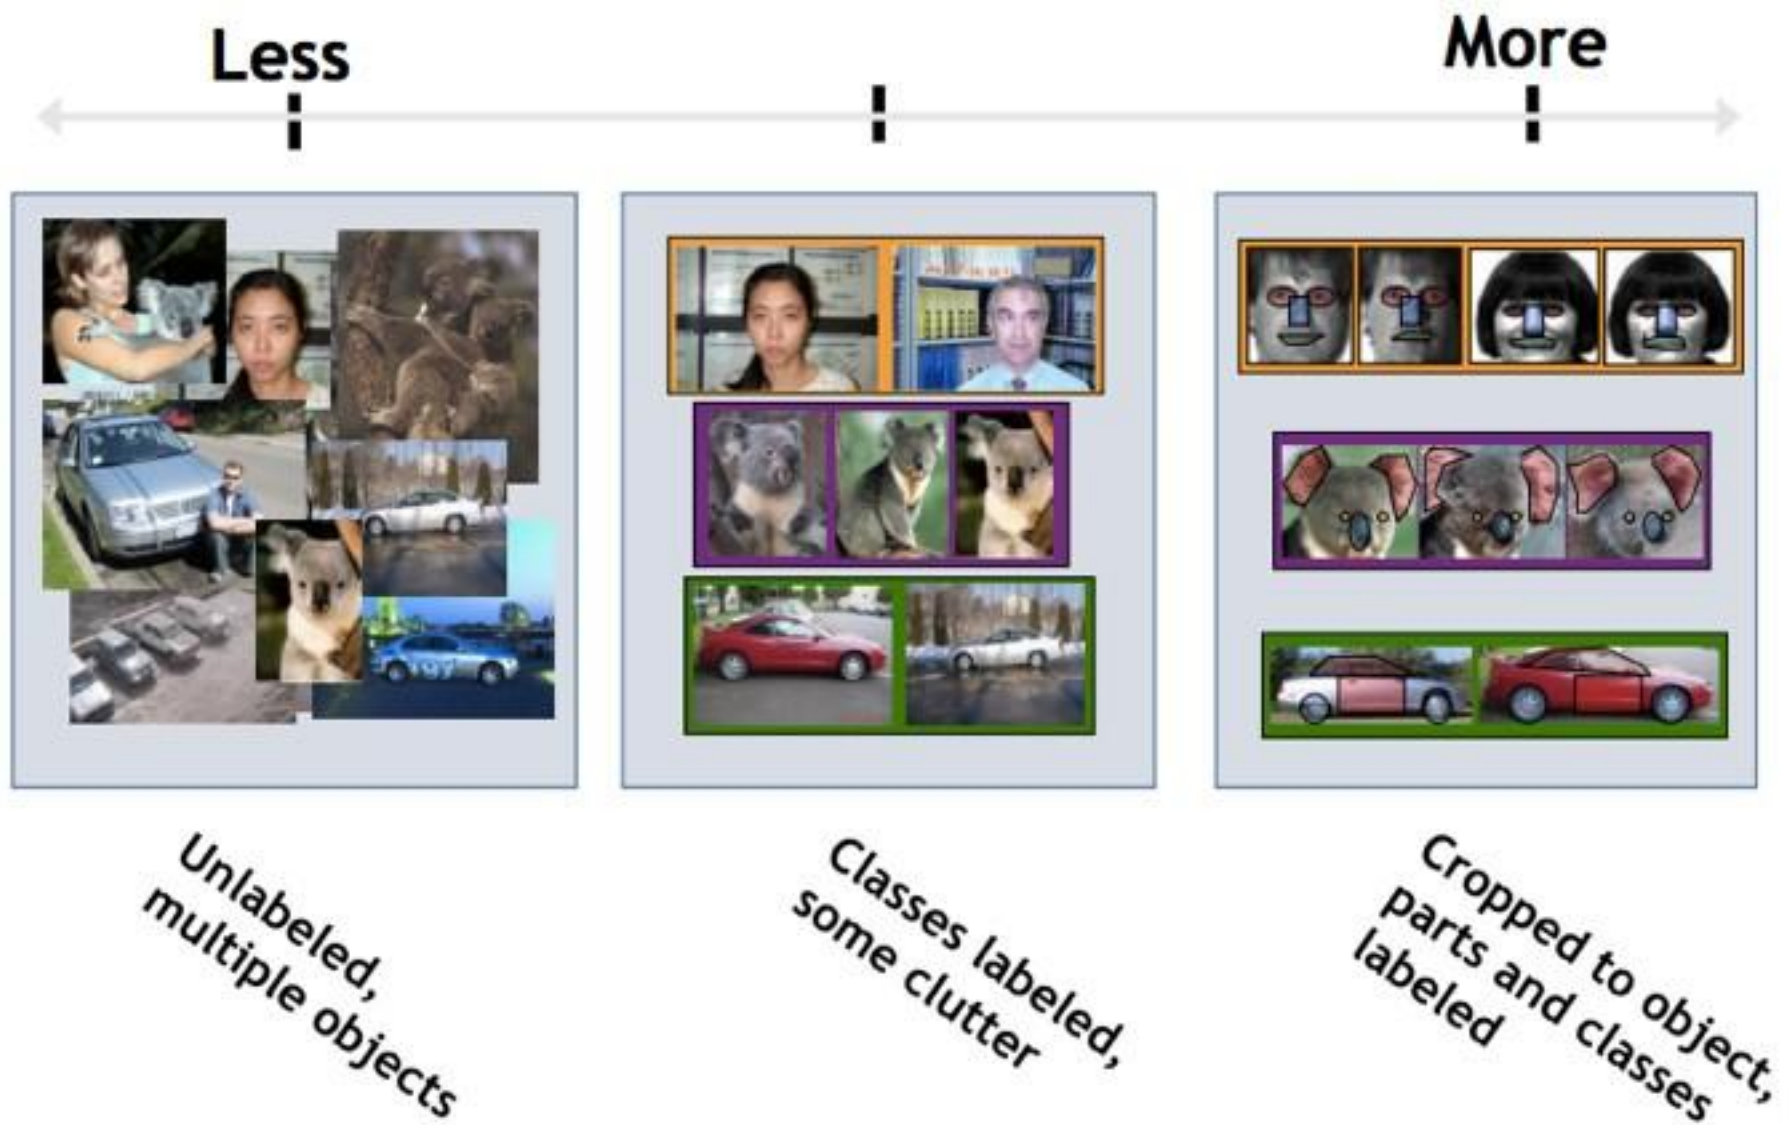 Less
More
Unlabeled,
multiple objects
Classes labeled,
some clutter
Cropped to object,
parts and classes
labeled